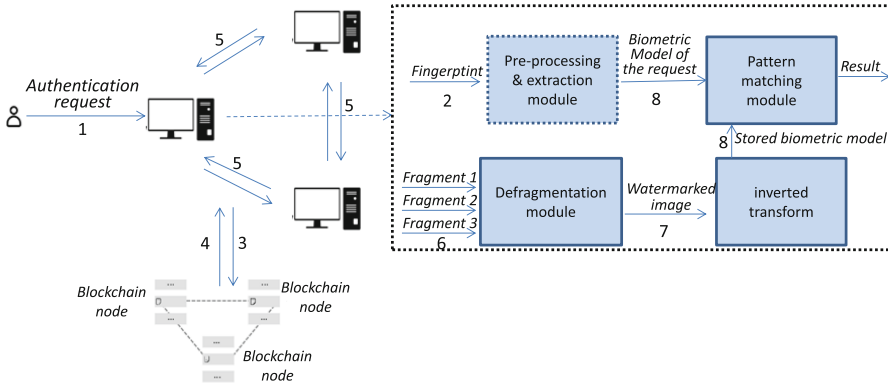 Authentication
request
1
5
5
5
4
3
...
...
...
...
...
...
Blockchain
node
Blockchain
node
Blockchain
node
Fingerptint
2
Pre-processing
& extraction
module
Biometric
Model of
the request
8
Pattern
matching
module
Result
8
Stored biometric model
Fragment 1
Fragment 2
Fragment 3
6
Defragmentation
module
Watermarked
image
7
inverted
transform